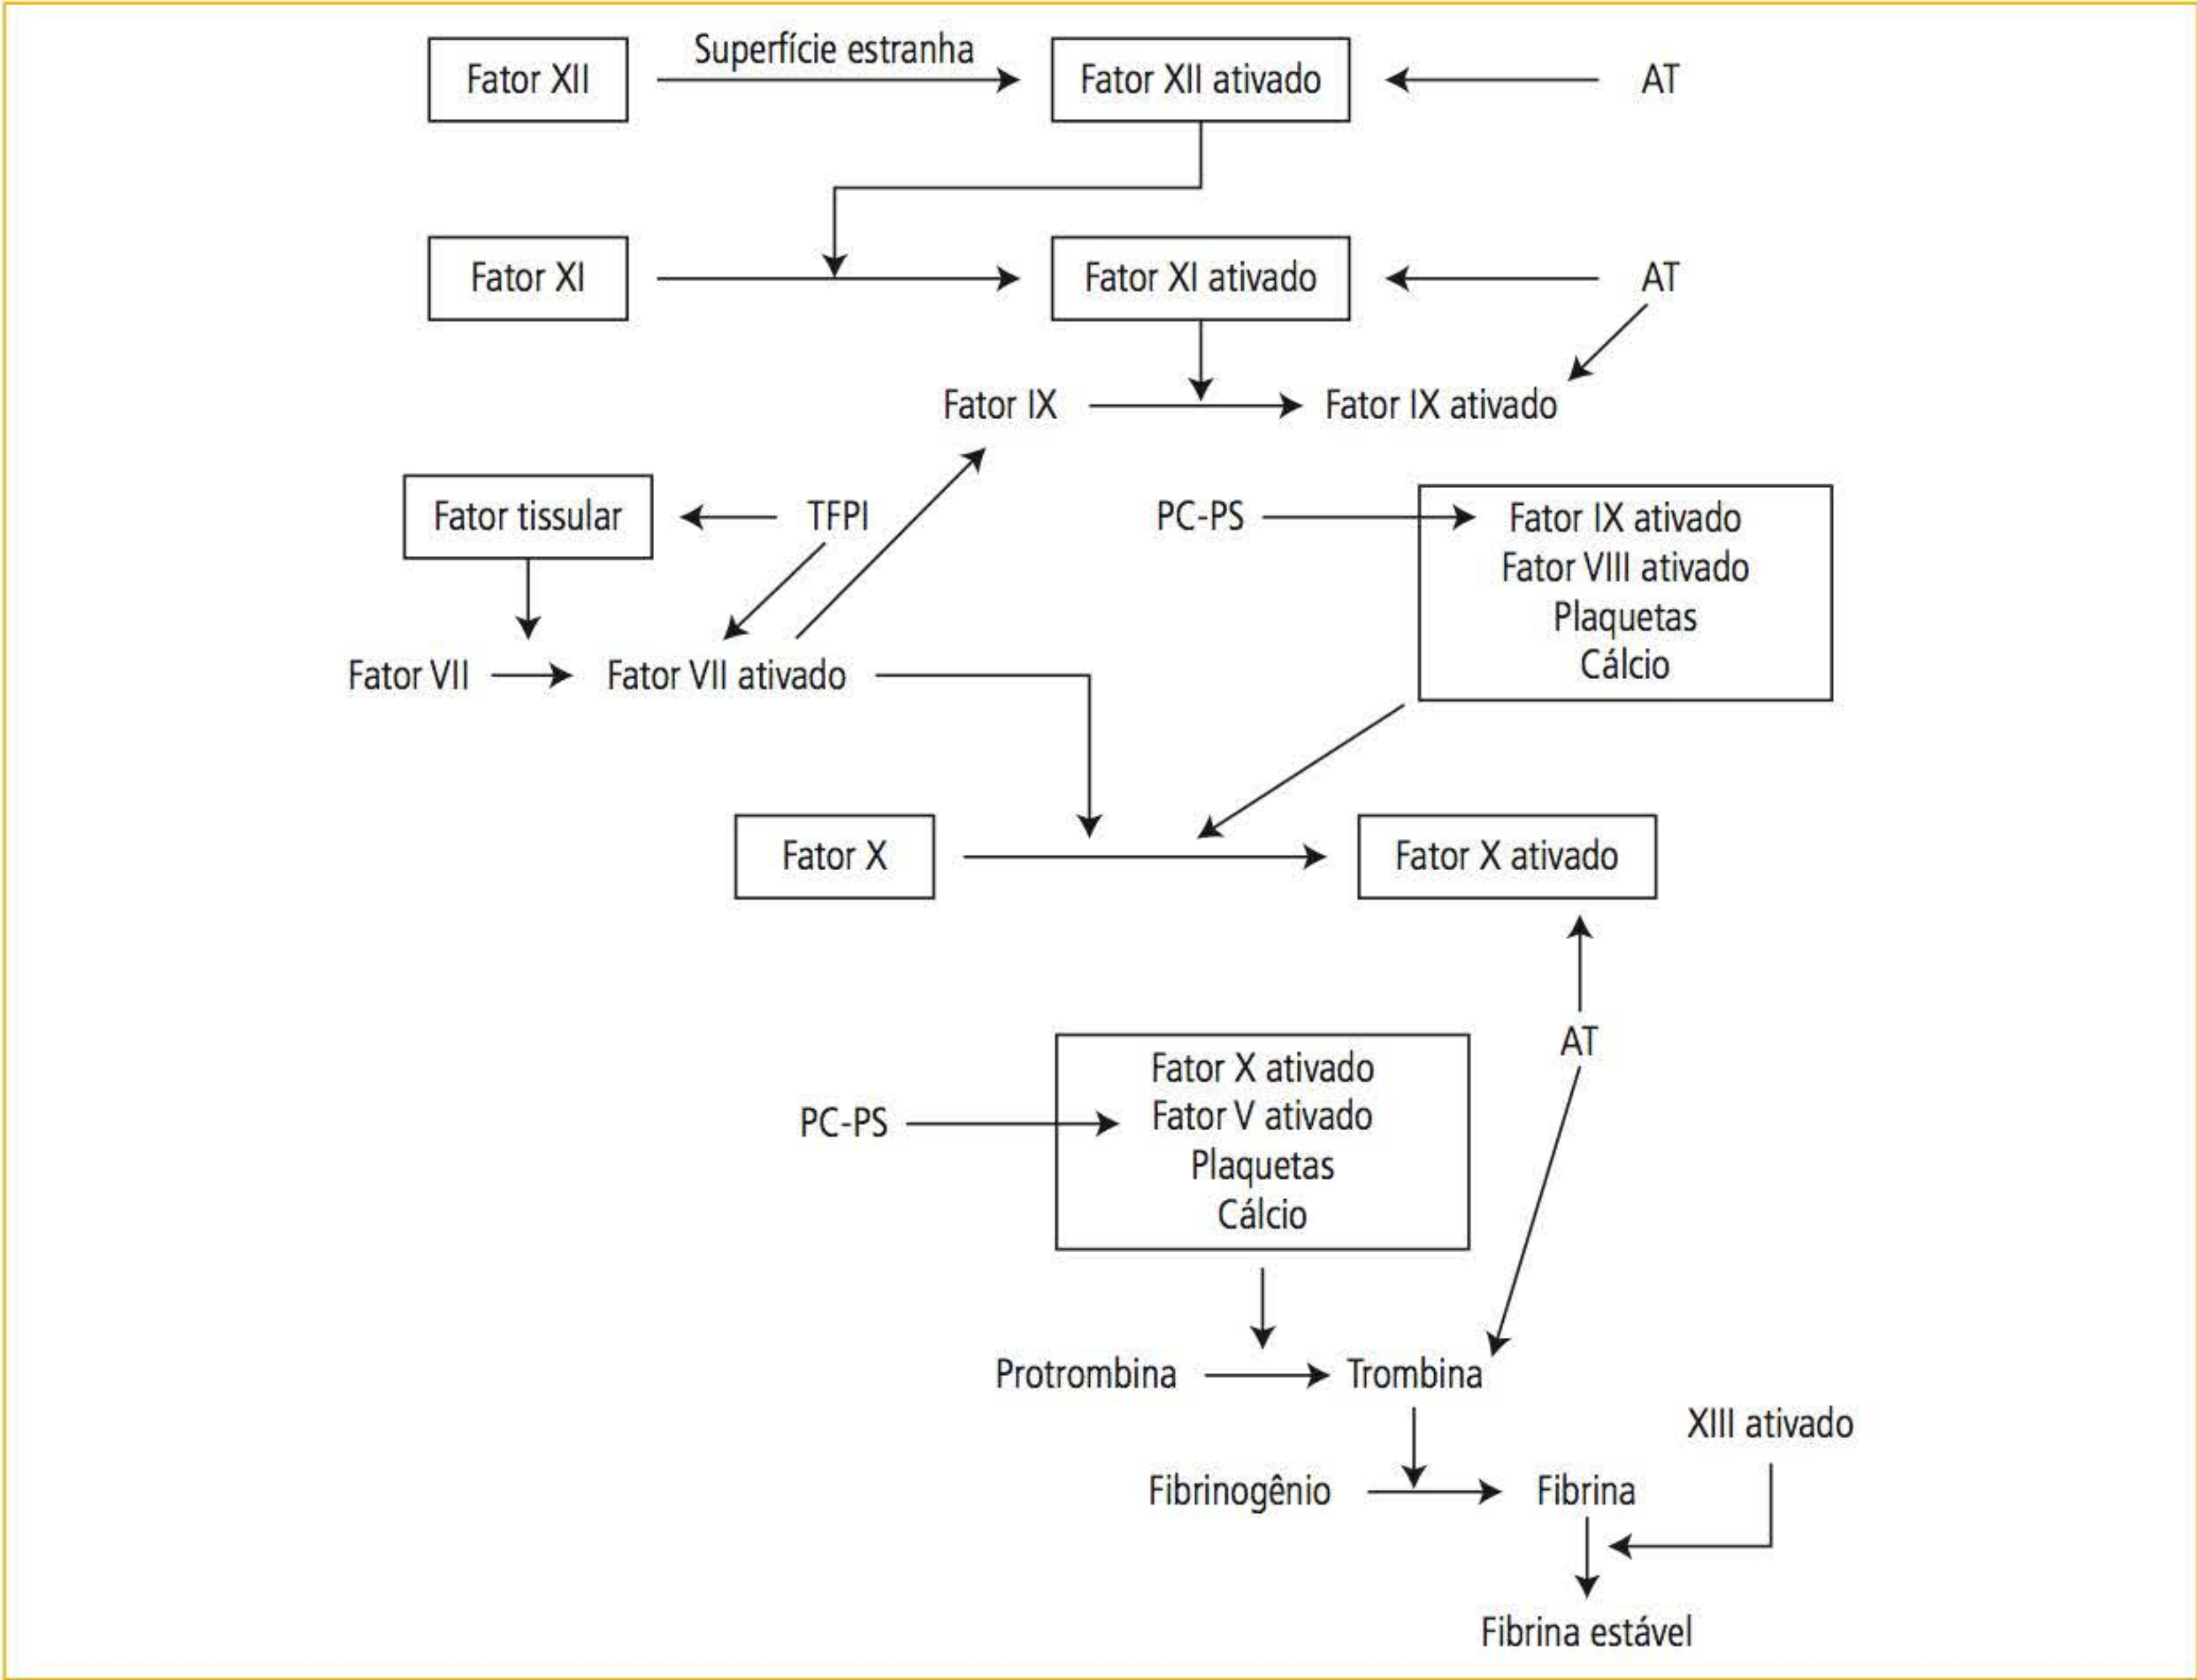 Superfície estranha
Fator XII
Fator XII ativado
AT
Fator XI
Fator XI ativado
AT
Fator IX
Fator IX ativado
Fator tissular
TFPI
PC-PS
Fator IX ativado
Fator VIII ativado
Plaquetas
Cálcio
Fator VII
Fator VII ativado
Fator X
Fator X ativado
AT
PC-PS
Fator X ativado
Fator V ativado
Plaquetas
Cálcio
Protrombina
Trombina
XIII ativado
Fibrinogênio
Fibrina
Fibrina estável